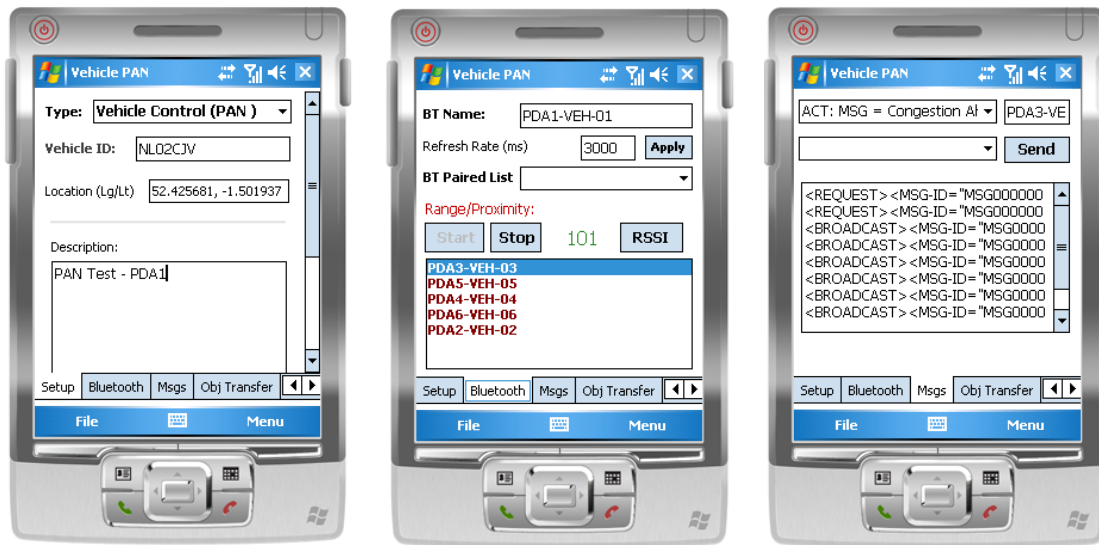 Vehicle PAN
Type: Vehicle Control (PAN )
Vehicle ID: NL02CJV
Location (Lg/Lt) 52.425681, -1.501937
Description:
PAN Test - PDA1
Setup Bluetooth Msgs Obj Transfer
File Menu
Vehicle PAN
BT Name: PDA1-VEH-01
Refresh Rate (ms) 3000 Apply
BT Paired List
Range/Proximity:
Start Stop 101 RSSI
PDA3-VEH-03
PDA5-VEH-05
PDA4-VEH-04
PDA6-VEH-06
PDA2-VEH-02
Setup Bluetooth Msgs Obj Transfer
File Menu
Vehicle PAN
ACT: MSG = Congestion PDA3-VE
Send
<REQUEST><MSG-ID="MSG000000
<REQUEST><MSG-ID="MSG000000
<BROADCAST><MSG-ID="MSG0000
<BROADCAST><MSG-ID="MSG0000
<BROADCAST><MSG-ID="MSG0000
<BROADCAST><MSG-ID="MSG0000
<BROADCAST><MSG-ID="MSG0000
<BROADCAST><MSG-ID="MSG0000
Setup Bluetooth Msgs Obj Transfer
File Menu